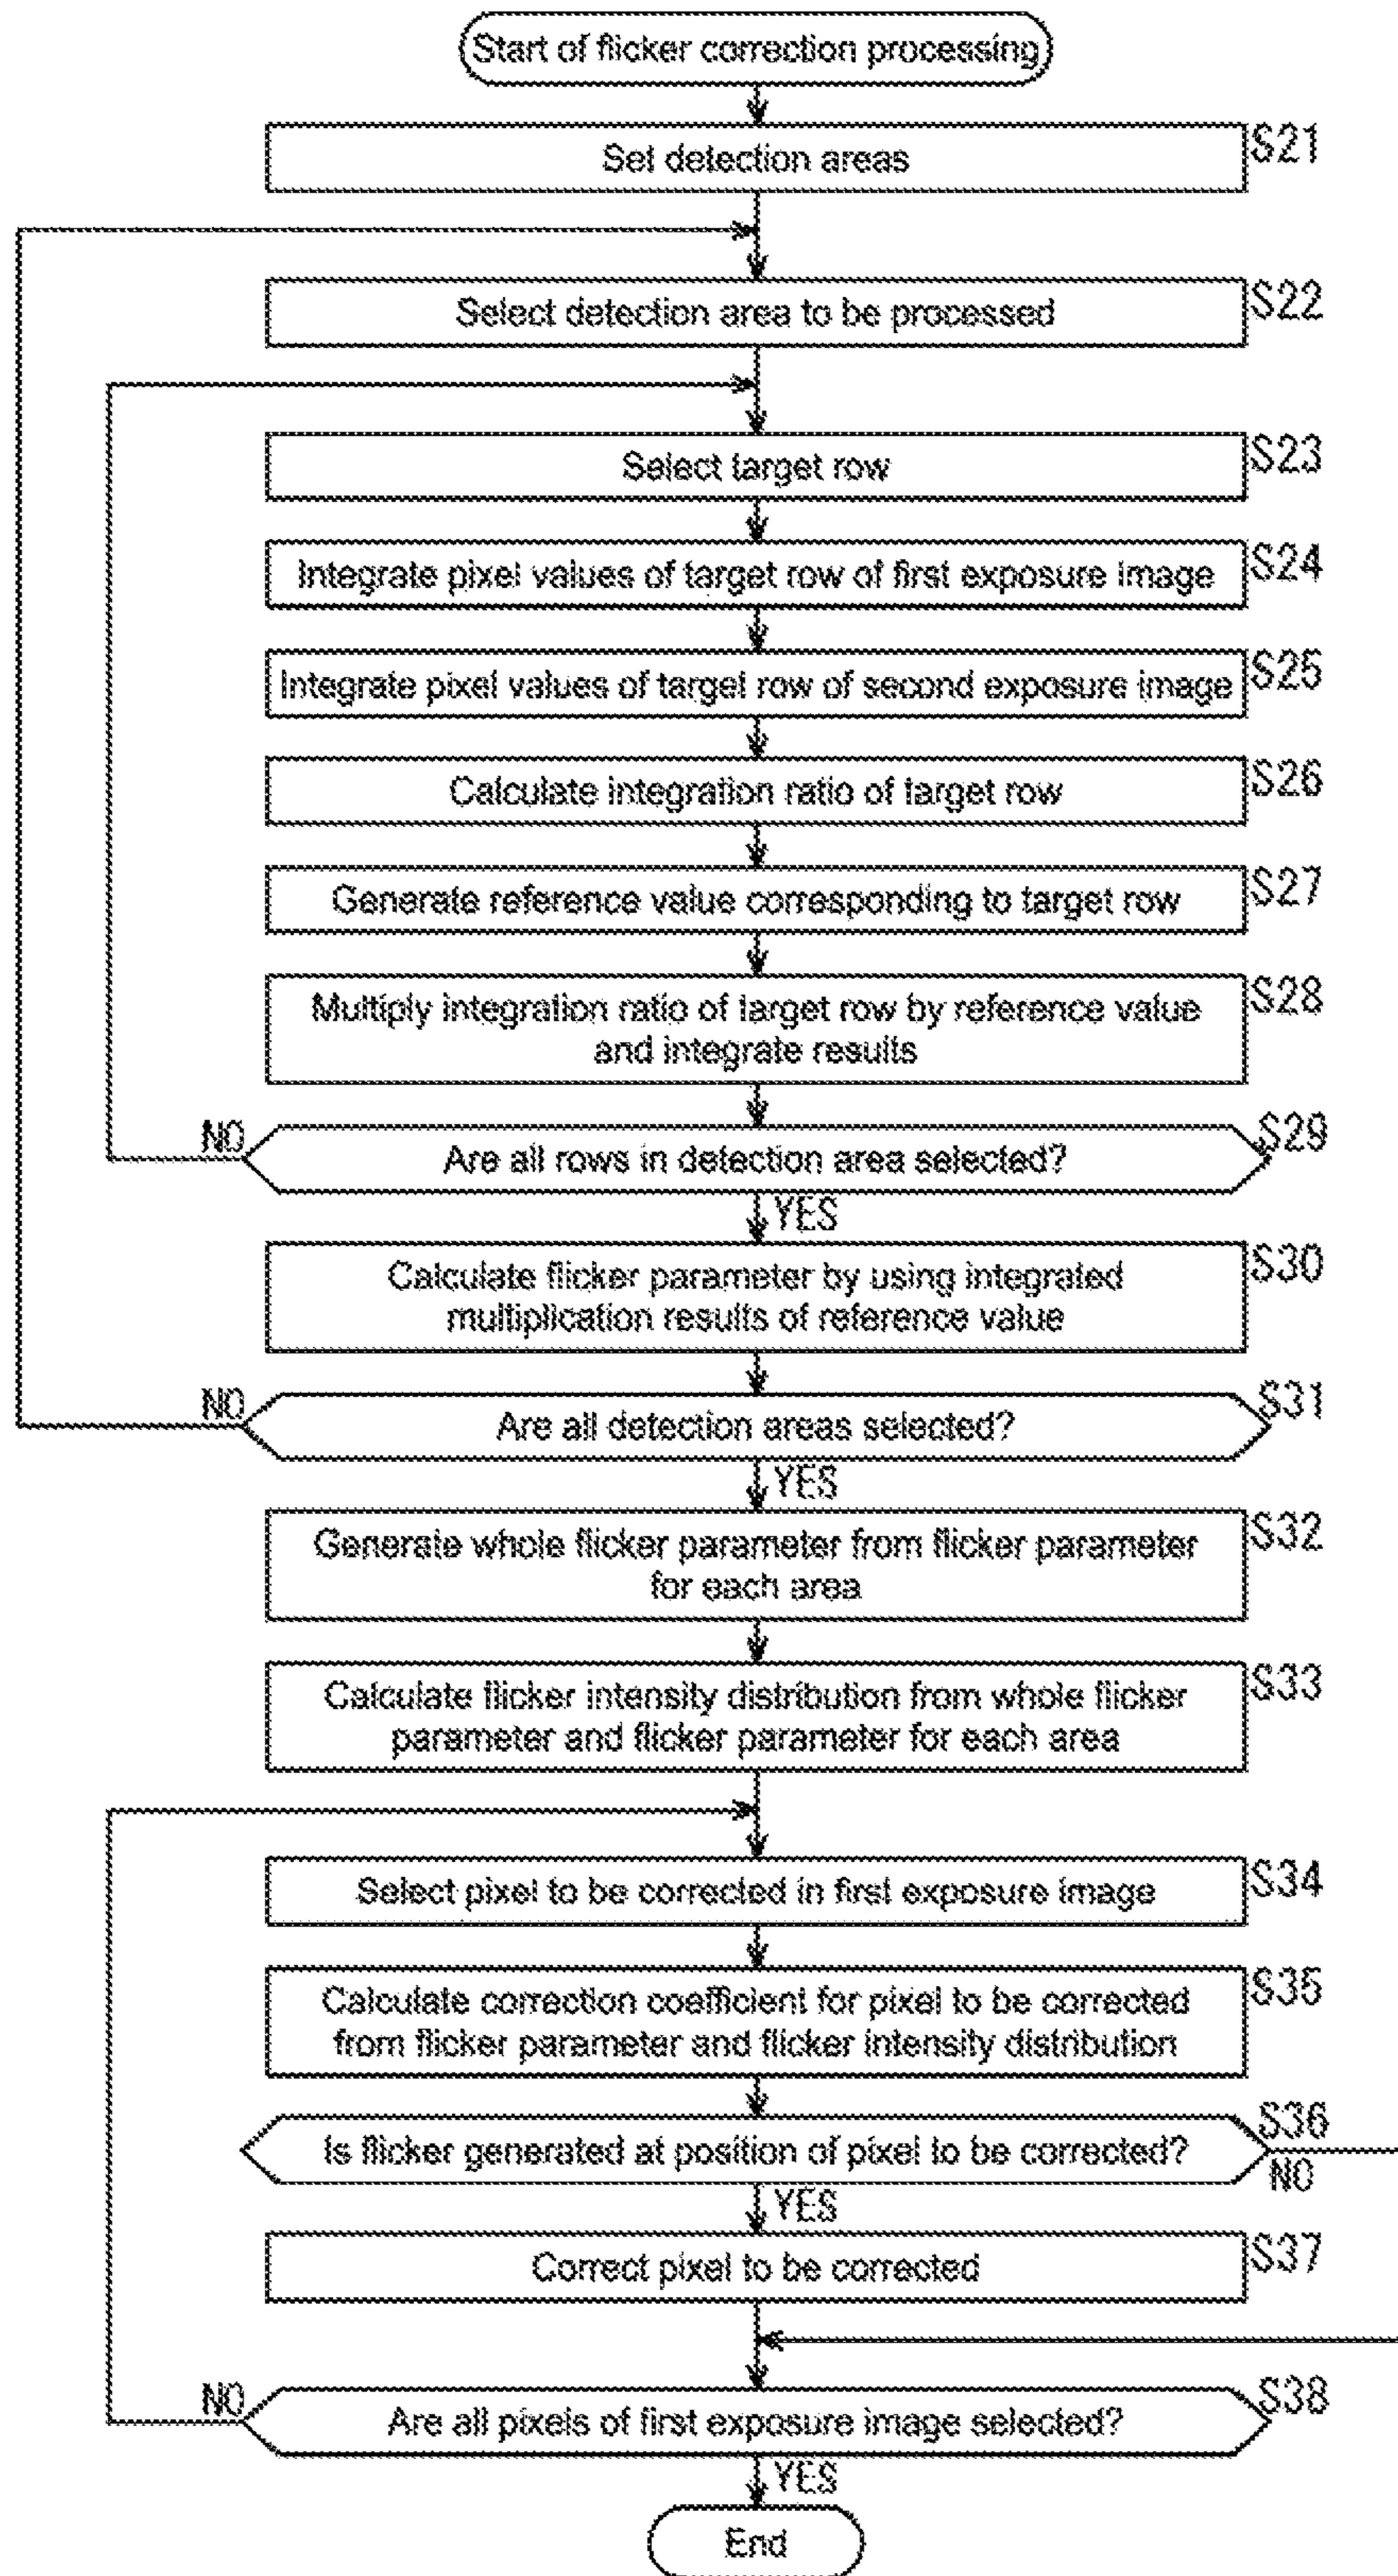 Start of flicker correction processing
Set detection areas
S21
Select detection area to be processed
S22
Select target row
S23
Integrate pixel values of target row of first exposure image
S24
Integrate pixel values of target row of second exposure image
S25
Calculate integration ratio of target row
S26
Generate reference value corresponding to target row
S27
Multiply integration ratio of target row by reference value
and integrate results
S28
NO
Are all rows in detection area selected?
S29
YES
Calculate flicker parameter by using integrated
multiplication results of reference value
S30
NO
Are all detection areas selected?
S31
YES
Generate whole flicker parameter from flicker parameter
for each area
S32
Calculate flicker intensity distribution from whole flicker
parameter and flicker parameter for each area
S33
Select pixel to be corrected in first exposure image
S34
Calculate correction coefficient for pixel to be corrected
from flicker parameter and flicker intensity distribution
S35
Is flicker generated at position of pixel to be corrected?
S36
NO
YES
Correct pixel to be corrected
S37
NO
Are all pixels of first exposure image selected?
S38
YES
End